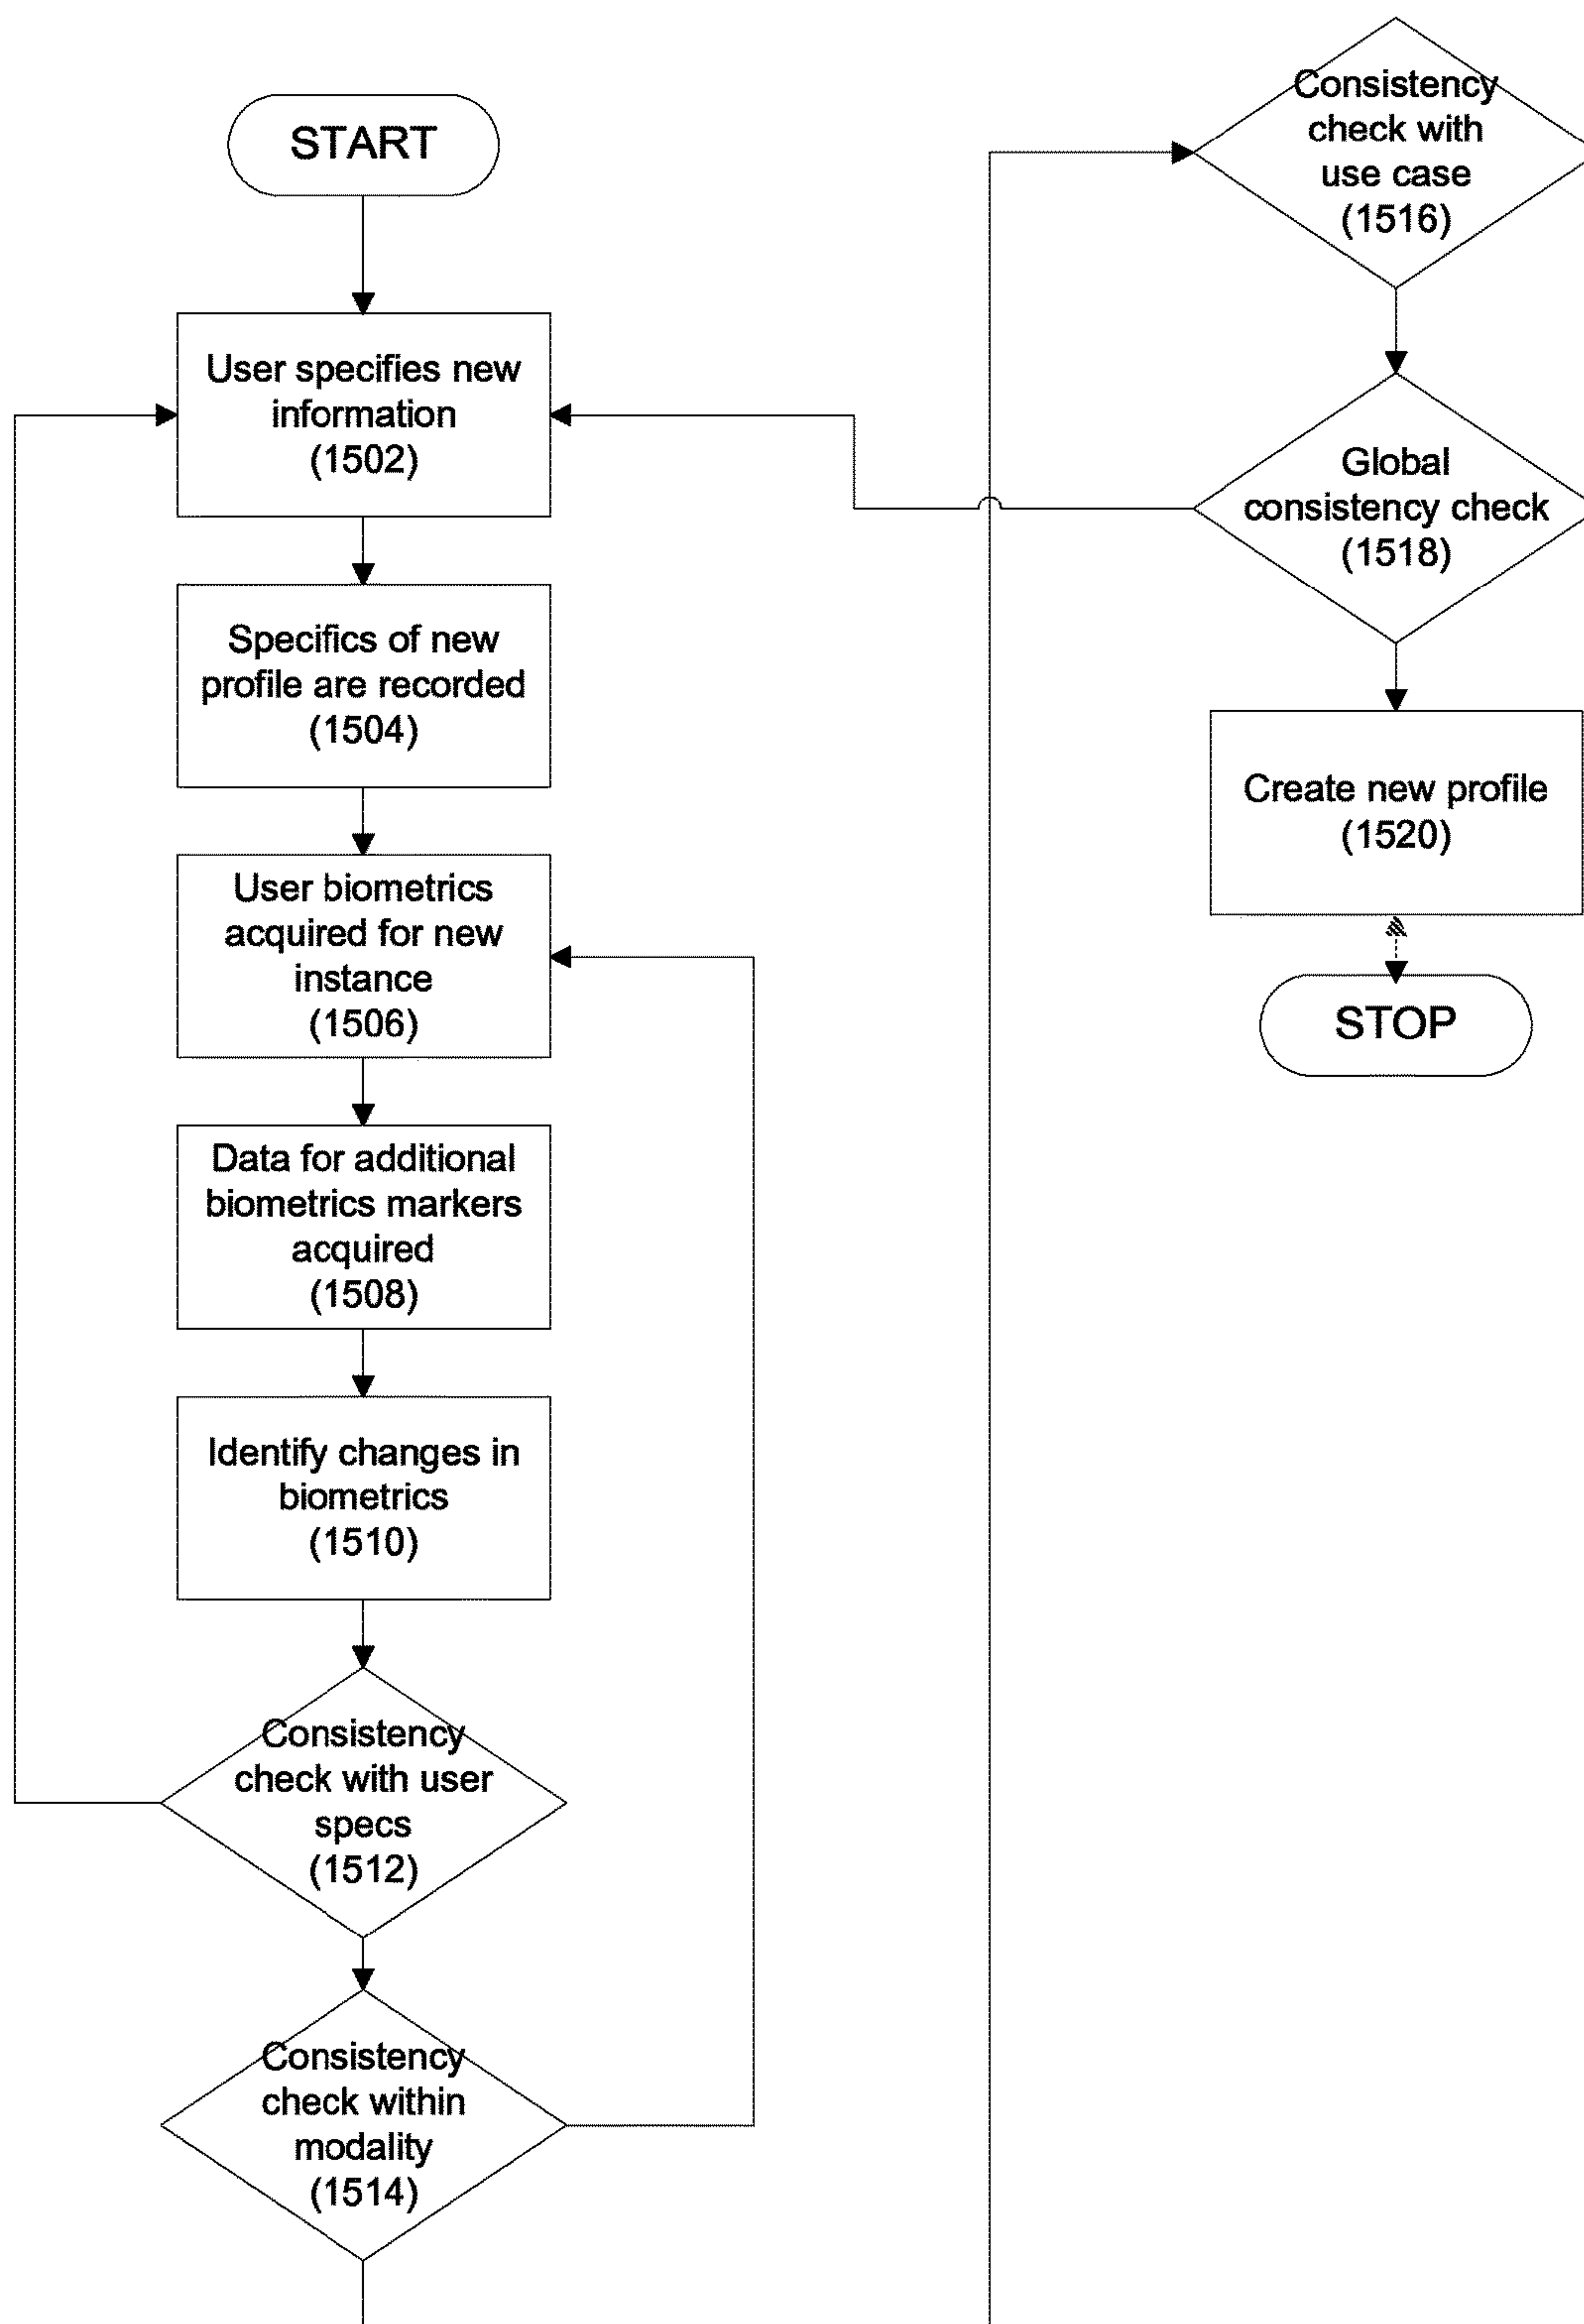 START
User specifies new
information
(1502)
Specifics of new
profile are recorded
(1504)
User biometrics
acquired for new
instance
(1506)
Data for additional
biometrics markers
acquired
(1508)
Identify changes in
biometrics
(1510)
Consistency
check with user
specs
(1512)
Consistency
check within
modality
(1514)
Consistency
check with
use case
(1516)
Global
consistency check
(1518)
Create new profile
(1520)
STOP